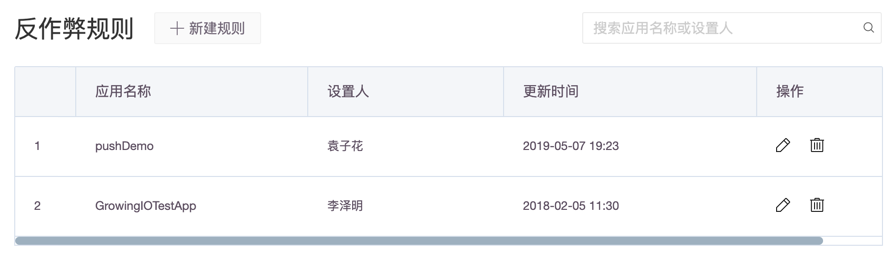 反作弊规则
新建规则
搜索应用名称或设置人
应用名称 设置人 更新时间 操作
1 pushDemo 袁子花 2019-05-07 19:23
2 GrowingIOTestApp 李泽明 2018-02-05 11:30